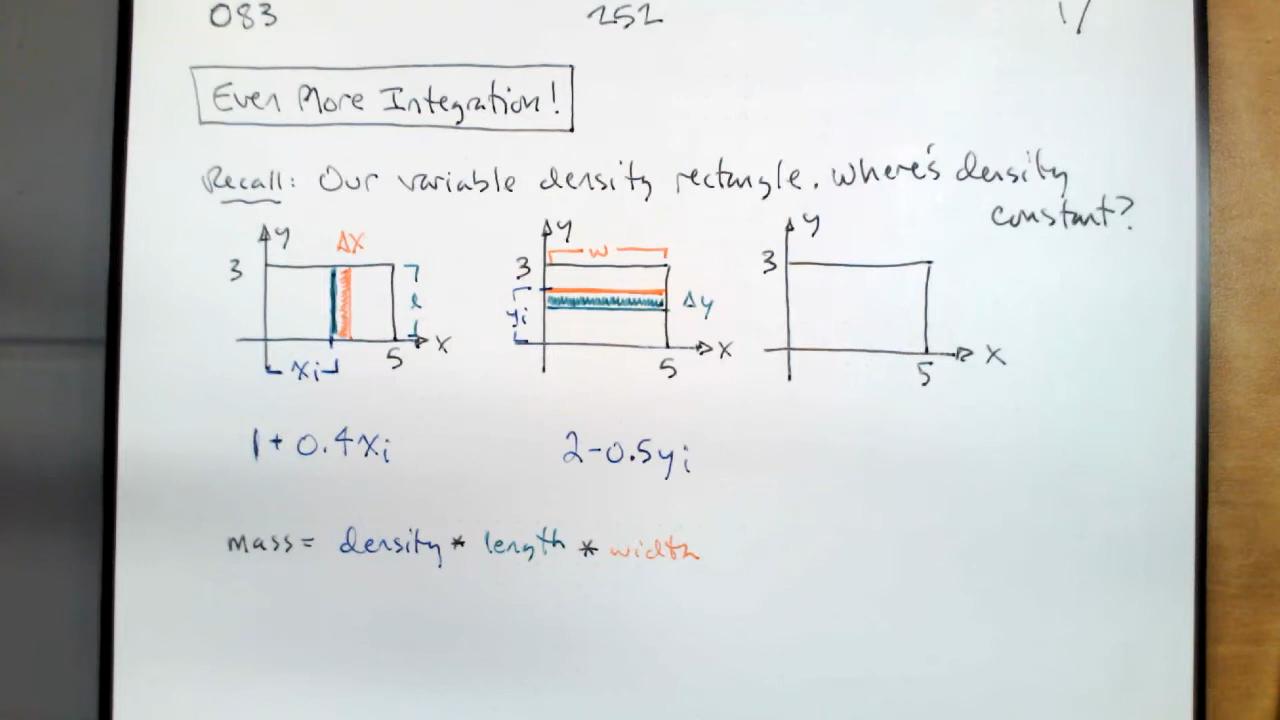 083 252 1/
Even More Integration!
Recall: Our variable density rectangle. Where's density
constant?
y Δx 3 l x 5 xi
y w 3 Δy yi x 5
y 3 x 5
1+0.4xi 2-0.5yi
mass= density * length * width